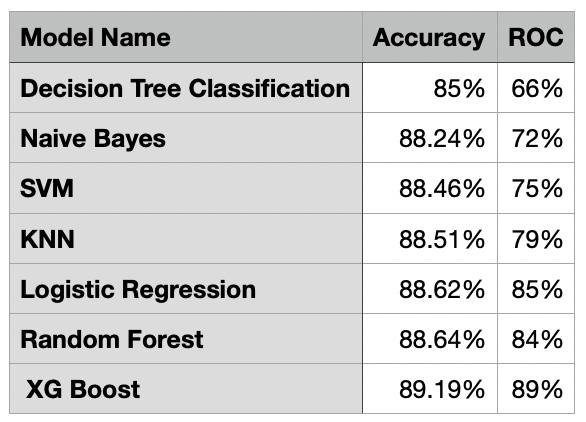 Model Name Accuracy ROC
Decision Tree Classification 85% 66%
Naive Bayes 88.24% 72%
SVM 88.46% 75%
KNN 88.51% 79%
Logistic Regression 88.62% 85%
Random Forest 88.64% 84%
XG Boost 89.19% 89%